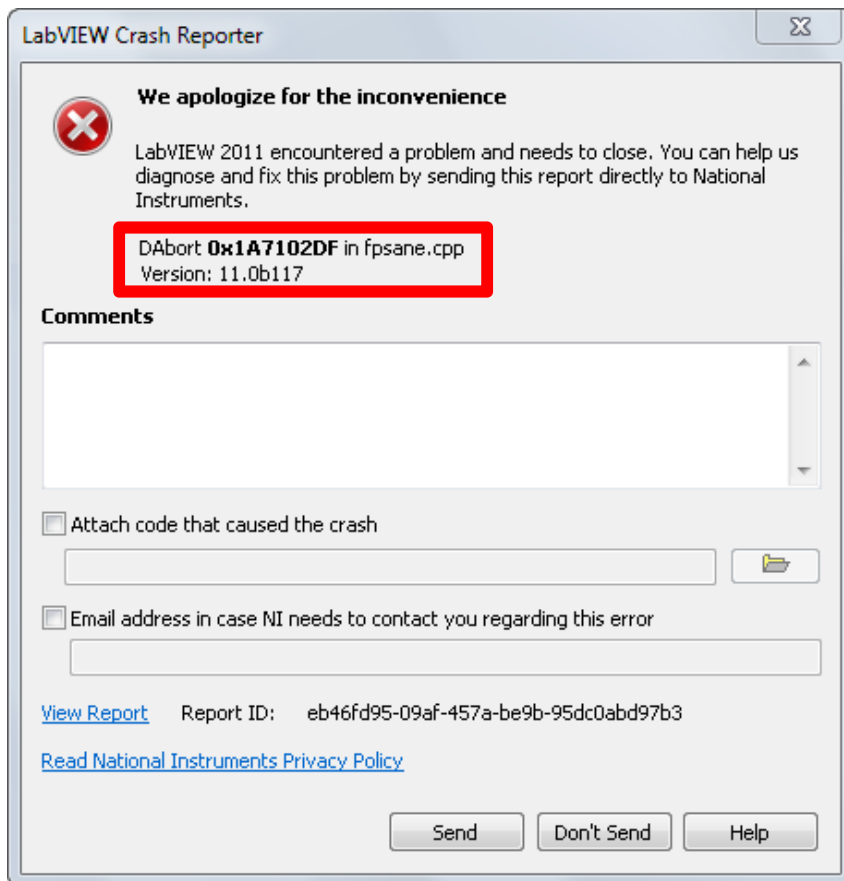 LabVIEW Crash Reporter
We apologize for the inconvenience
LabVIEW 2011 encountered a problem and needs to close. You can help us
diagnose and fix this problem by sending this report directly to National
Instruments.
DAbort 0x1A7102DF in fpsane.cpp
Version: 11.0b117
Comments
Attach code that caused the crash
Email address in case NI needs to contact you regarding this error
View Report Report ID: eb46fd95-09af-457a-be9b-95dc0abd97b3
Read National Instruments Privacy Policy
Send Don't Send Help